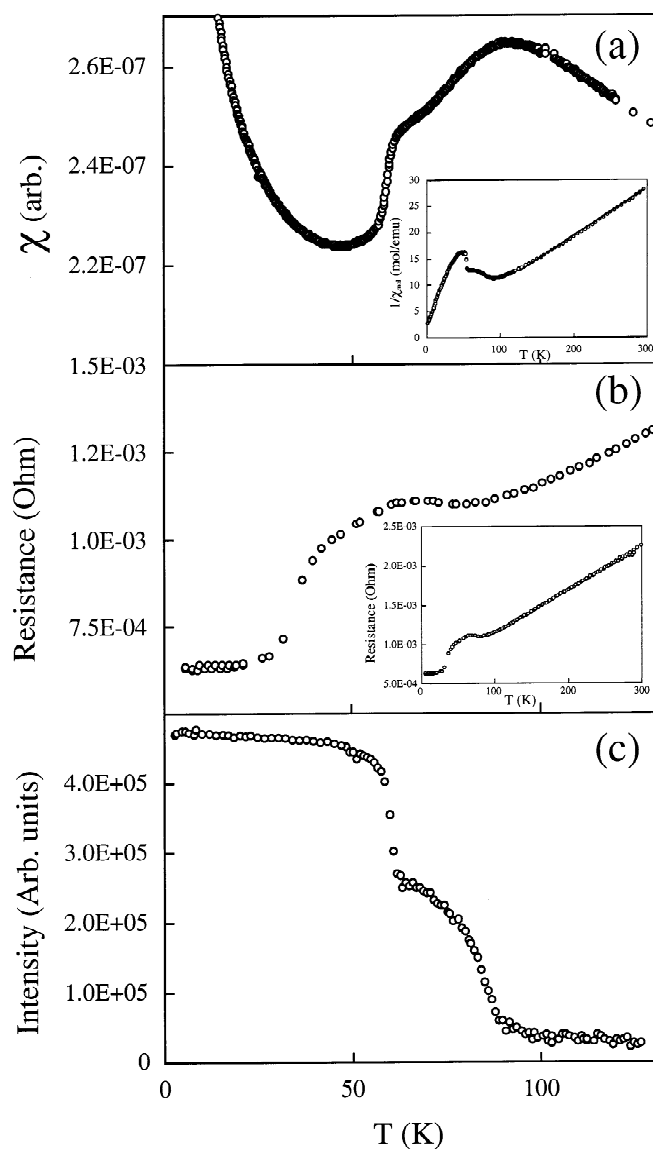 (a)
2.6E-07
2.4E-07
2.2E-07
χ (arb.)
30
25
20
15
10
5
0
1/χmol (mol/emu)
0
100
200
300
T (K)
(b)
1.5E-03
1.2E-03
1.0E-03
7.5E-04
Resistance (Ohm)
2.5E-03
2.0E-03
1.5E-03
1.0E-03
5.0E-04
Resistance (Ohm)
0
100
200
300
T (K)
(c)
4.0E+05
3.0E+05
2.0E+05
1.0E+05
0
Intensity (Arb. units)
0
50
100
T (K)